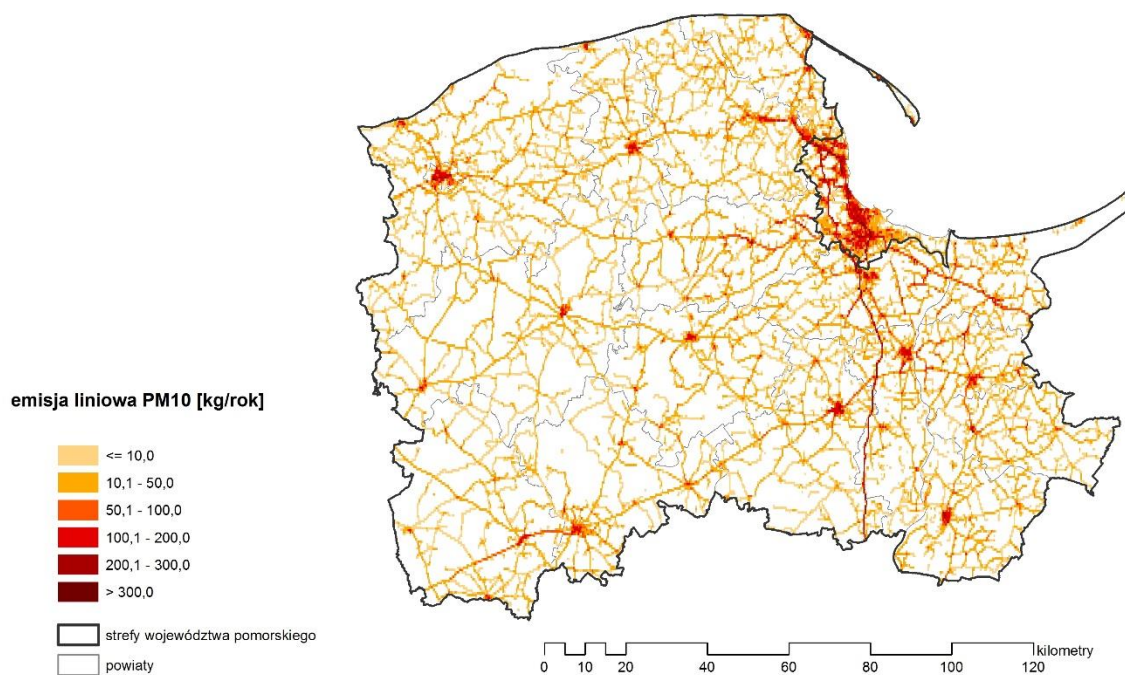 emisja liniowa PM10 [kg/rok]
<= 10,0
10,1 - 50,0
50,1 - 100,0
100,1 - 200,0
200,1 - 300,0
> 300,0
strefy województwa pomorskiego
powiaty
kilometry
0 10 20 40 60 80 100 120